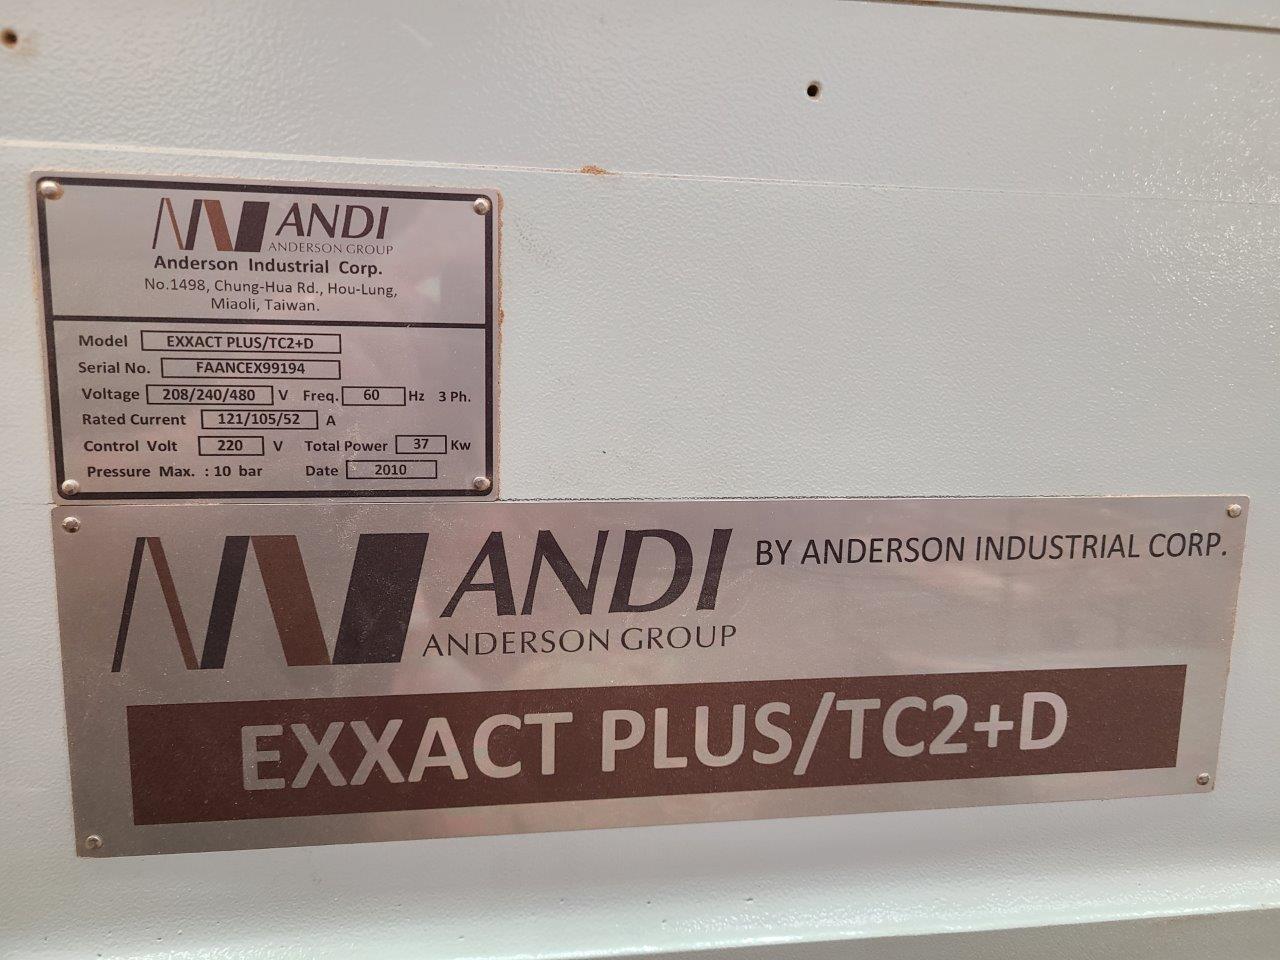 ANDI
ANDERSON GROUP
Anderson Industrial Corp.
No.1498, Chung-Hua Rd., Hou-Lung,
Miaoli, Taiwan.
Model EXXACT PLUS/TC2+D
Serial No. FAANCEX99194
Voltage 208/240/480 V Freq. 60 Hz 3 Ph.
Rated Current 121/105/52 A
Control Volt 220 V Total Power 37 Kw
Pressure Max. : 10 bar Date 2010
ANDI BY ANDERSON INDUSTRIAL CORP.
ANDERSON GROUP
EXXACT PLUS/TC2+D